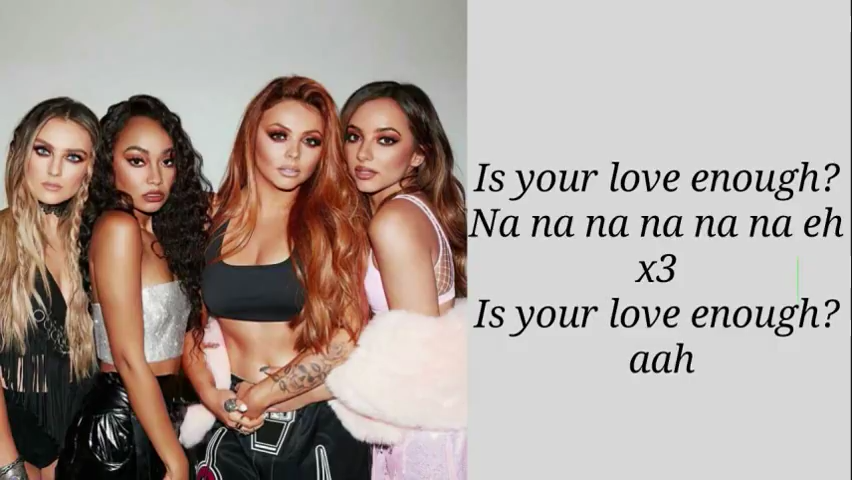 Is your love enough?
Na na na na na na eh
x3
Is your love enough?
aah